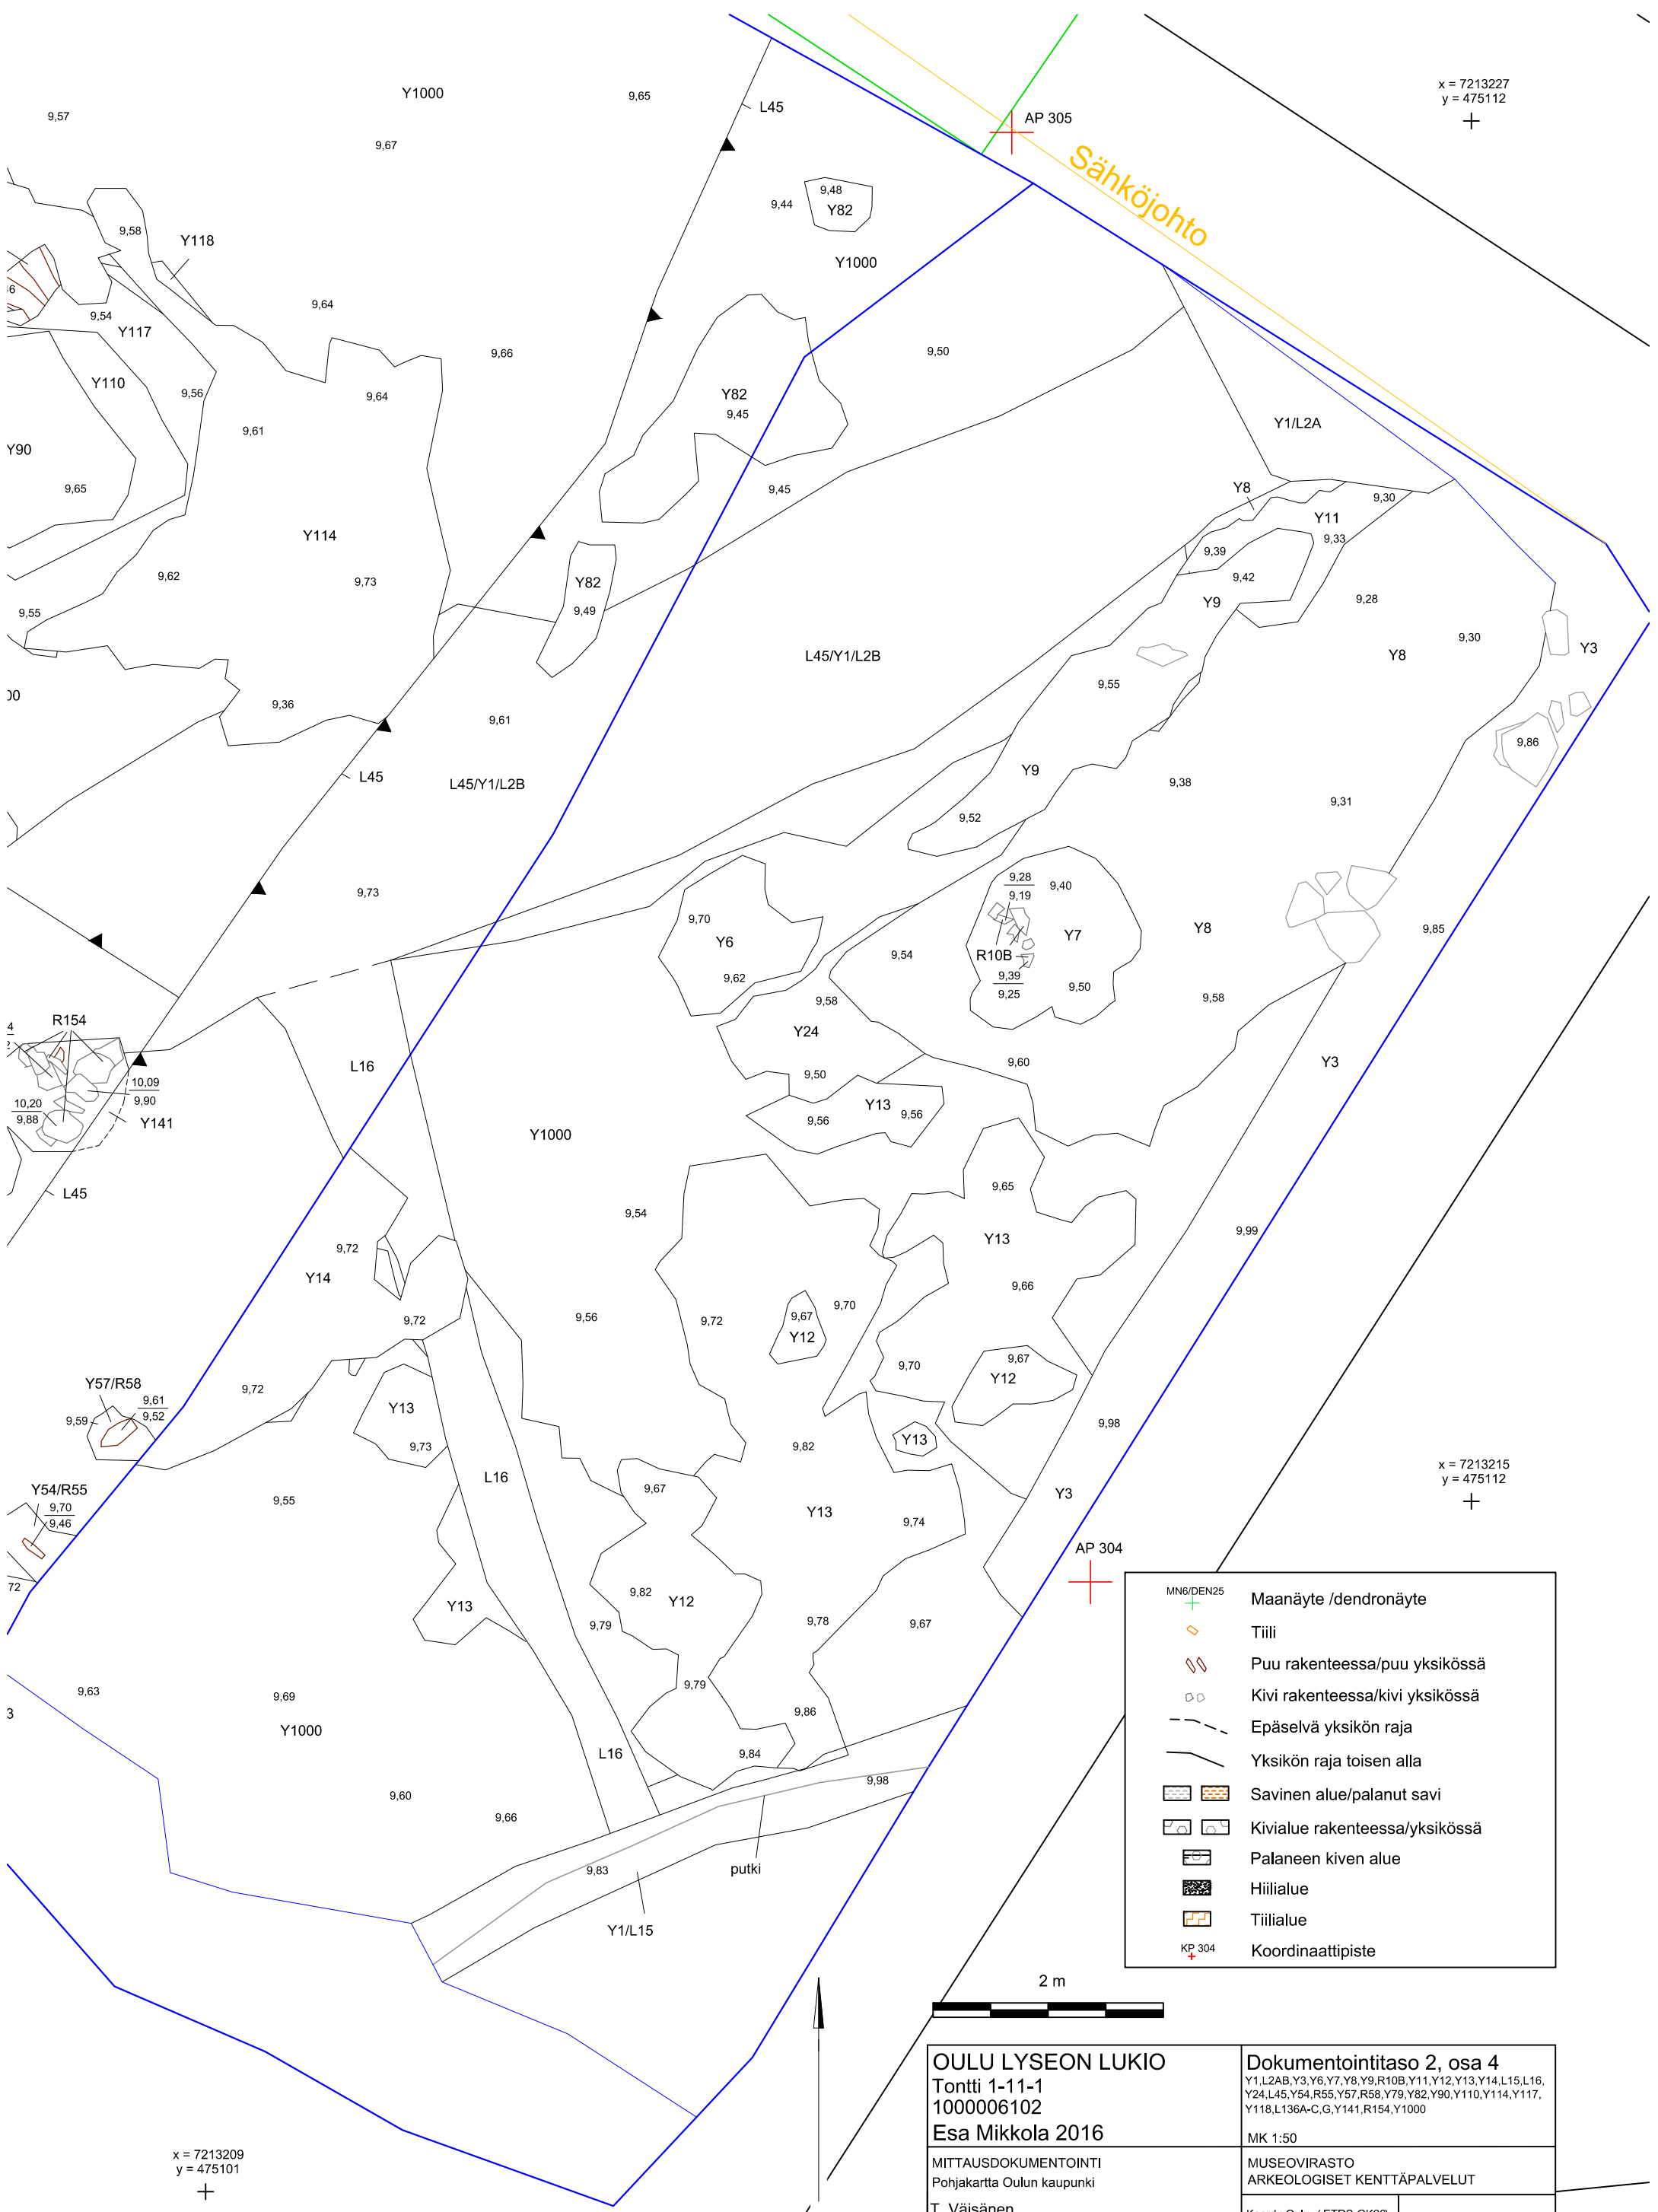 x = 7213227
y = 475112
Y1000
9,65
L45
9,57
AP 305
9,67
Sähköjohto
9,48
Y82
9,44
9,58
Y118
Y1000
9,64
9,54
Y117
9,66
9,50
Y110
9,56
9,64
Y82
9,45
9,61
Y1/L2A
Y90
9,65
9,45
Y8
9,30
Y11
Y114
9,33
9,39
9,62
9,73
Y82
9,42
9,49
9,55
Y9
9,28
9,30
L45/Y1/L2B
Y8
Y3
9,55
9,36
9,61
9,86
L45
L45/Y1/L2B
Y9
9,38
9,31
9,52
9,73
9,28
9,19
9,40
9,70
Y6
Y7
Y8
9,85
R10B
9,54
9,62
9,39
9,25
9,50
9,58
9,58
R154
Y24
L16
9,60
Y3
9,50
10,09
9,90
10,20
9,88
Y13
9,56
9,56
Y141
Y1000
L45
9,65
9,54
9,99
Y13
9,72
Y14
9,66
9,70
9,56
9,72
9,67
Y12
9,72
9,67
9,70
Y12
Y57/R58
9,72
9,61
9,52
9,59
Y13
9,98
9,73
9,82
Y13
x = 7213215
y = 475112
L16
Y54/R55
9,67
9,55
Y3
9,70
9,46
Y13
9,74
AP 304
72
9,82
Y12
Y13
9,79
9,78
9,67
9,79
9,63
9,69
9,86
3
Y1000
L16
9,84
9,98
9,60
9,66
9,83
putki
Y1/L15
MN6/DEN25
Maanäyte /dendronäyte
Tiili
Puu rakenteessa/puu yksikössä
Kivi rakenteessa/kivi yksikössä
Epäselvä yksikön raja
Yksikön raja toisen alla
Savinen alue/palanut savi
Kivialue rakenteessa/yksikössä
Palaneen kiven alue
Hiilialue
Tiilialue
KP 304
Koordinaattipiste
2 m
OULU LYSEON LUKIO
Tontti 1-11-1
1000006102
Esa Mikkola 2016
Dokumentointitaso 2, osa 4
Y1,L2AB,Y3,Y6,Y7,Y8,Y9,R10B,Y11,Y12,Y13,Y14,L15,L16,
Y24,L45,Y54,R55,Y57,R58,Y79,Y82,Y90,Y110,Y114,Y117,
Y118,L136A-C,G,Y141,R154,Y1000
MK 1:50
MITTAUSDOKUMENTOINTI
Pohjakartta Oulun kaupunki
T. Väisänen
MUSEOVIRASTO
ARKEOLOGISET KENTTÄPALVELUT
x = 7213209
y = 475101